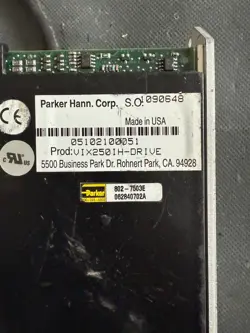 Parker Hann. Corp. S.O. 1090648
Made in USA
05102100051
Prod: VIX250IH-DRIVE
5500 Business Park Dr. Rohnert Park, CA. 94928
CE
Parker
802-7503E
062840702A